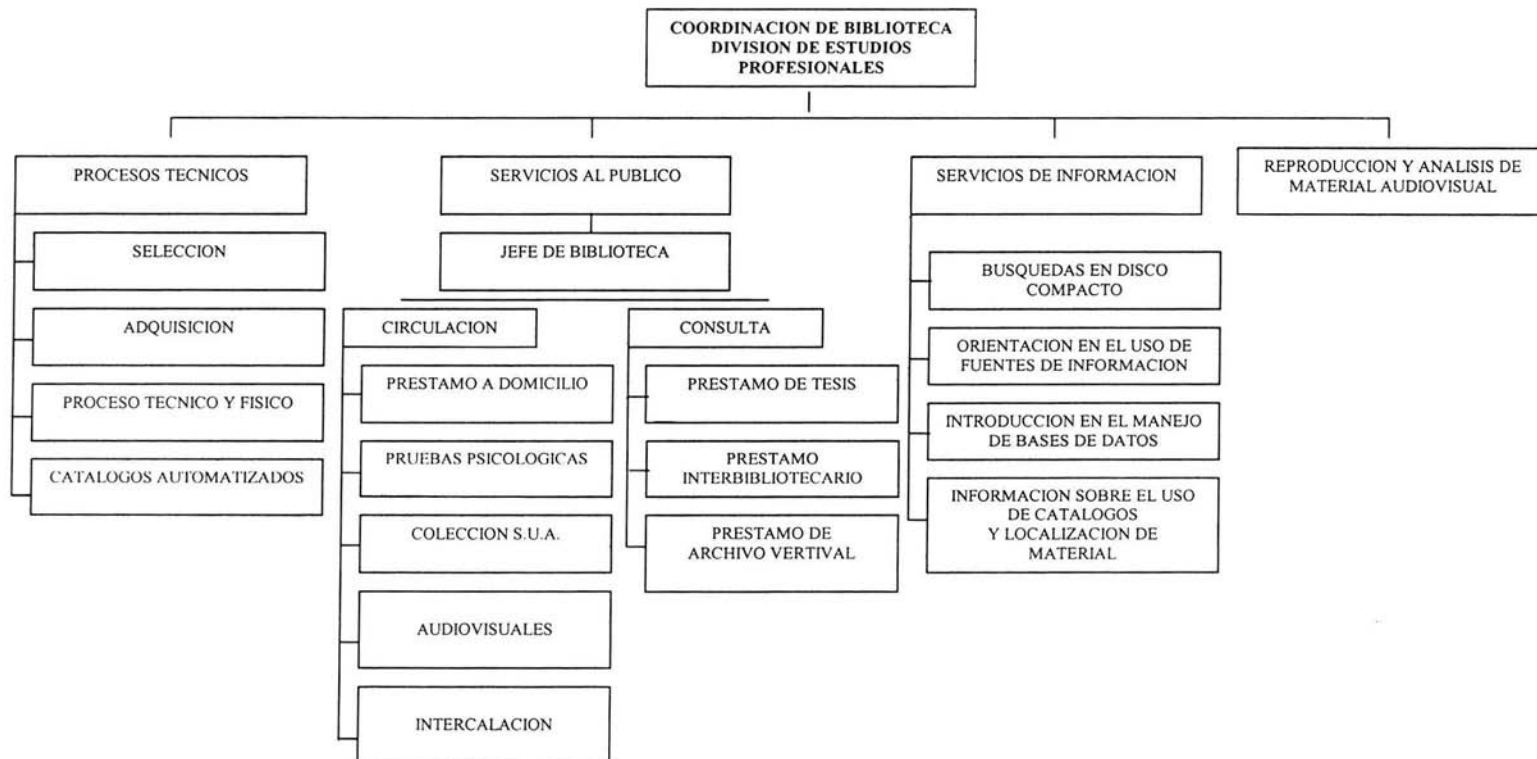 COORDINACION DE BIBLIOTECA
DIVISION DE ESTUDIOS
PROFESIONALES
PROCESOS TECNICOS
SELECCION
ADQUISICION
PROCESO TECNICO Y FISICO
CATALOGOS AUTOMATIZADOS
SERVICIOS AL PUBLICO
JEFE DE BIBLIOTECA
CIRCULACION
PRESTAMO A DOMICILIO
PRUEBAS PSICOLOGICAS
COLECCION S.U.A.
AUDIOVISUALES
INTERCALACION
CONSULTA
PRESTAMO DE TESIS
PRESTAMO
INTERBIBLIOTECARIO
PRESTAMO DE
ARCHIVO VERTIVAL
SERVICIOS DE INFORMACION
BUSQUEDAS EN DISCO
COMPACTO
ORIENTACION EN EL USO DE
FUENTES DE INFORMACION
INTRODUCCION EN EL MANEJO
DE BASES DE DATOS
INFORMACION SOBRE EL USO
DE CATALOGOS
Y LOCALIZACION DE
MATERIAL
REPRODUCCION Y ANALISIS DE
MATERIAL AUDIOVISUAL